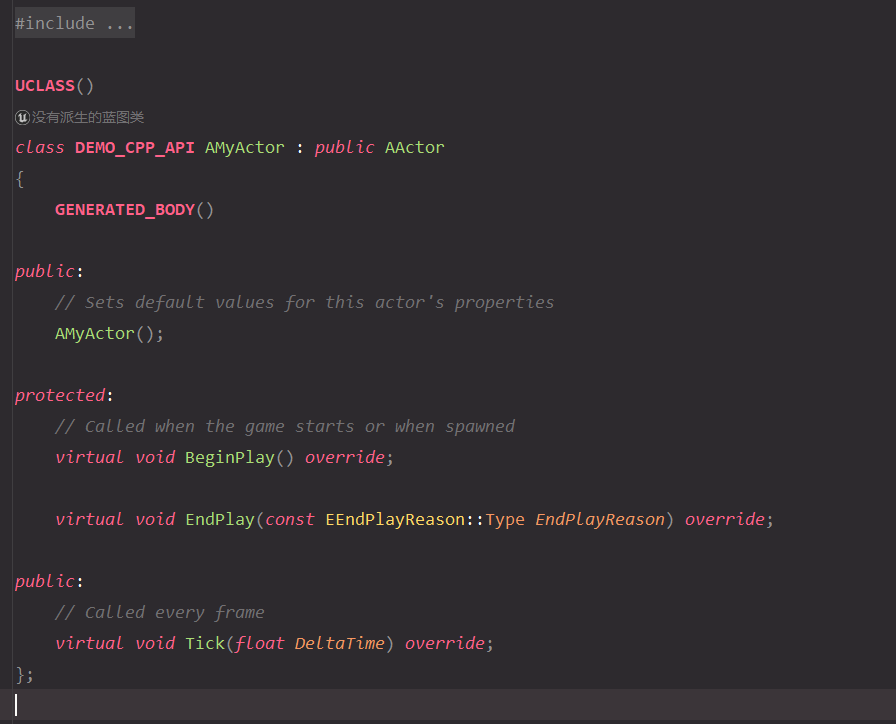 #include ...
UCLASS()
没有派生的蓝图类
class DEMO_CPP_API AMyActor : public AActor
{
    GENERATED_BODY()
public:
    // Sets default values for this actor's properties
    AMyActor();
protected:
    // Called when the game starts or when spawned
    virtual void BeginPlay() override;
    virtual void EndPlay(const EEndPlayReason::Type EndPlayReason) override;
public:
    // Called every frame
    virtual void Tick(float DeltaTime) override;
};